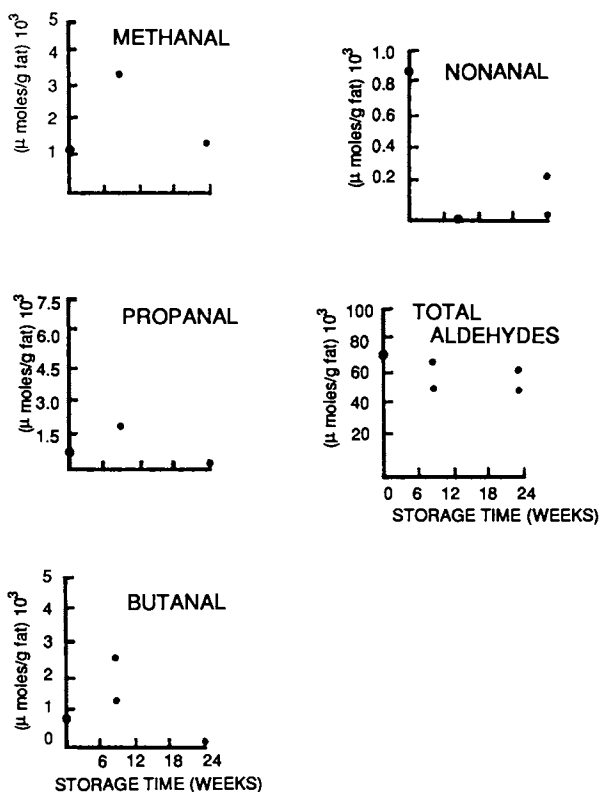 METHANAL
(μ moles/g fat) 10³
5
4
3
2
1
NONANAL
(μ moles/g fat) 10³
1.0
0.8
0.6
0.4
0.2
PROPANAL
(μ moles/g fat) 10³
7.5
6.0
4.5
3.0
1.5
TOTAL
ALDEHYDES
(μ moles/g fat) 10³
100
80
60
40
20
0 6 12 18 24
STORAGE TIME (WEEKS)
BUTANAL
(μ moles/g fat) 10³
5
4
3
2
1
0
6 12 18 24
STORAGE TIME (WEEKS)